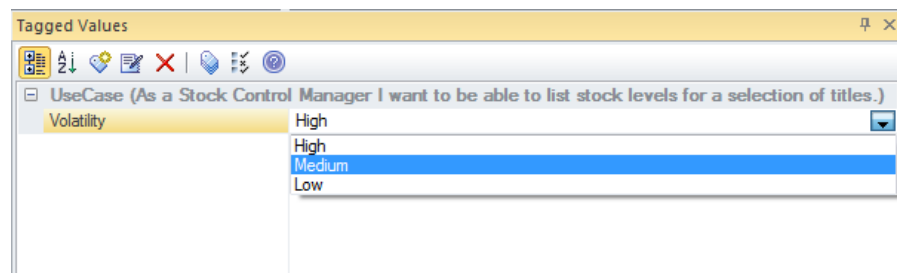 Tagged Values
UseCase (As a Stock Control Manager I want to be able to list stock levels for a selection of titles.)
Volatility High
High
Medium
Low